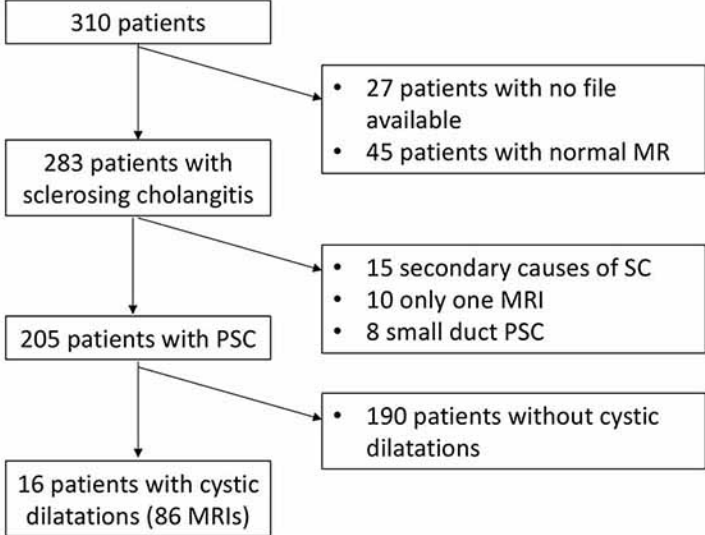 310 patients
• 27 patients with no file
available
• 45 patients with normal MR
283 patients with
sclerosing cholangitis
• 15 secondary causes of SC
• 10 only one MRI
• 8 small duct PSC
205 patients with PSC
• 190 patients without cystic
dilatations
16 patients with cystic
dilatations (86 MRIs)